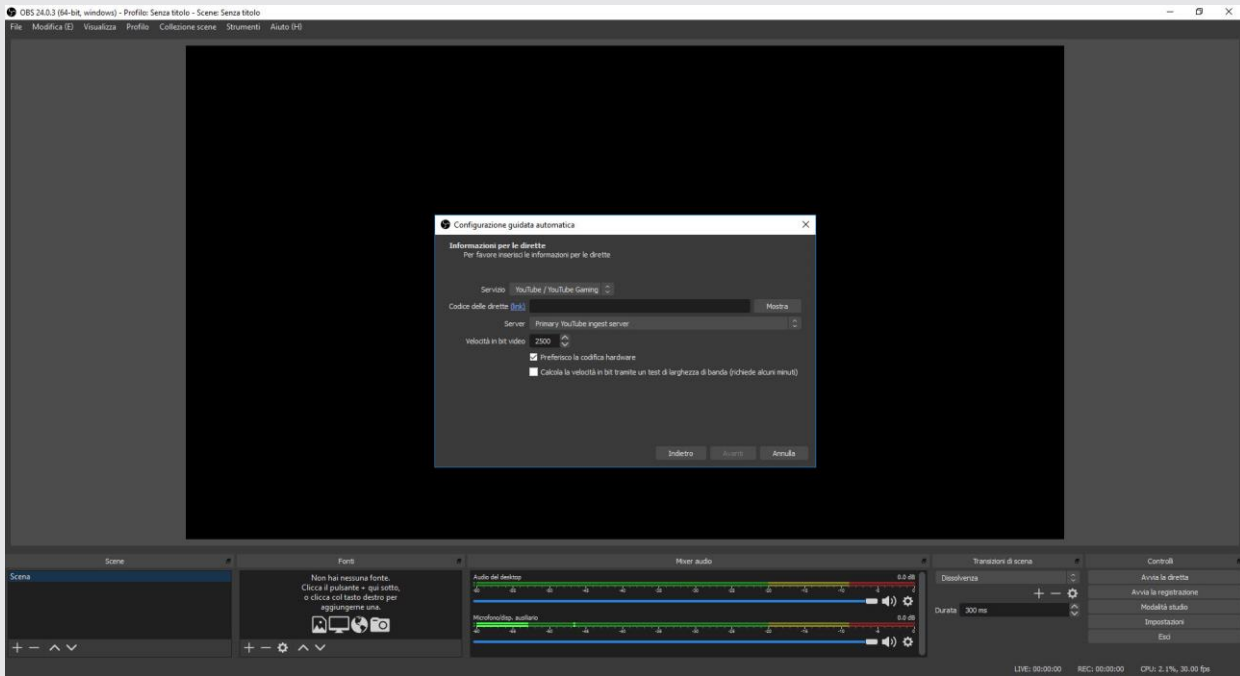 OBS 24.0.3 (64-bit, windows) - Profilo: Senza titolo - Scene: Senza titolo
File Modifica (E) Visualizza Profilo Collezione scene Strumenti Aiuto (H)
Configurazione guidata automatica
Informazioni per le dirette
Per favore inserisci le informazioni per le dirette
Servizio YouTube / YouTube Gaming
Codice delle dirette (link) Mostra
Server Primary YouTube ingest server
Velocità in bit video 2500
Preferisco la codifica hardware
Calcola la velocità in bit tramite un test di larghezza di banda (richiede alcuni minuti)
Indietro Avanti Annulla
Scene
Scena
Fonti
Non hai nessuna fonte.
Clicca il pulsante + qui sotto,
o clicca col tasto destro per
aggiungerne una.
Mixer audio
Audio del desktop 0.0 dB
Microfono/disp. ausiliario 0.0 dB
Transizioni di scena
Dissolvenza
Durata 300 ms
Controlli
Avvia la diretta
Avvia la registrazione
Modalità studio
Impostazioni
Esci
LIVE: 00:00:00 REC: 00:00:00 CPU: 2.1%, 30.00 fps